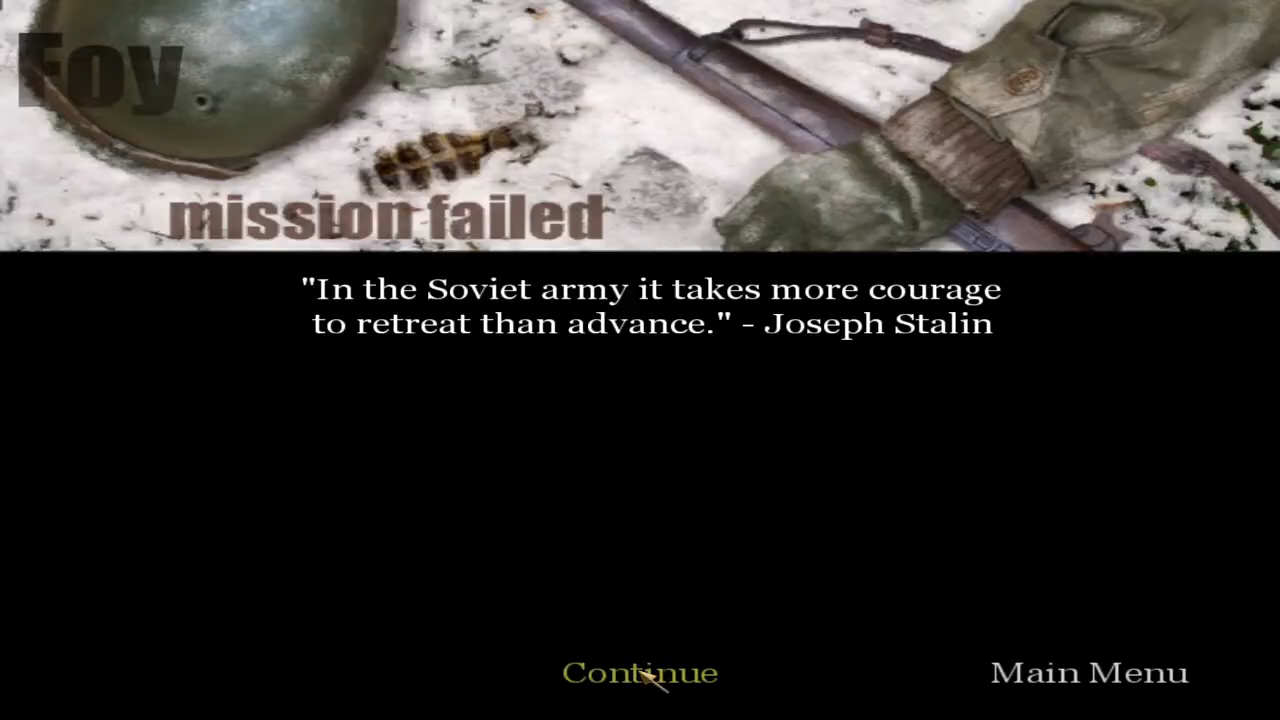 Foy
mission failed
"In the Soviet army it takes more courage
to retreat than advance." - Joseph Stalin
Continue
Main Menu